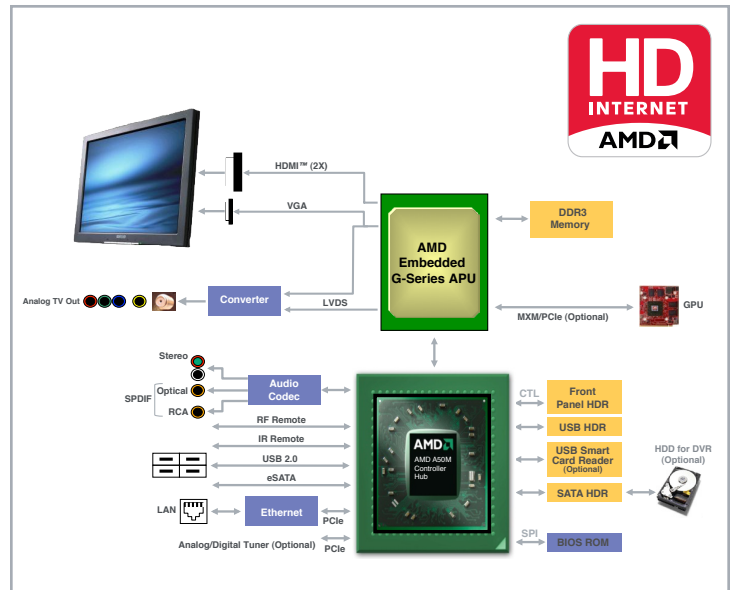 HD
INTERNET
AMD
HDMI™ (2X)
VGA
DDR3
Memory
AMD
Embedded
G-Series APU
Analog TV Out
Converter
LVDS
MXM/PCIe (Optional)
GPU
Stereo
SPDIF
Optical
RCA
Audio
Codec
RF Remote
IR Remote
USB 2.0
eSATA
LAN
Ethernet
PCIe
Analog/Digital Tuner (Optional)
PCIe
AMD
AMD A50M
Controller
Hub
CTL
Front
Panel HDR
USB HDR
USB Smart
Card Reader
(Optional)
HDD for DVR
(Optional)
SATA HDR
SPI
BIOS ROM